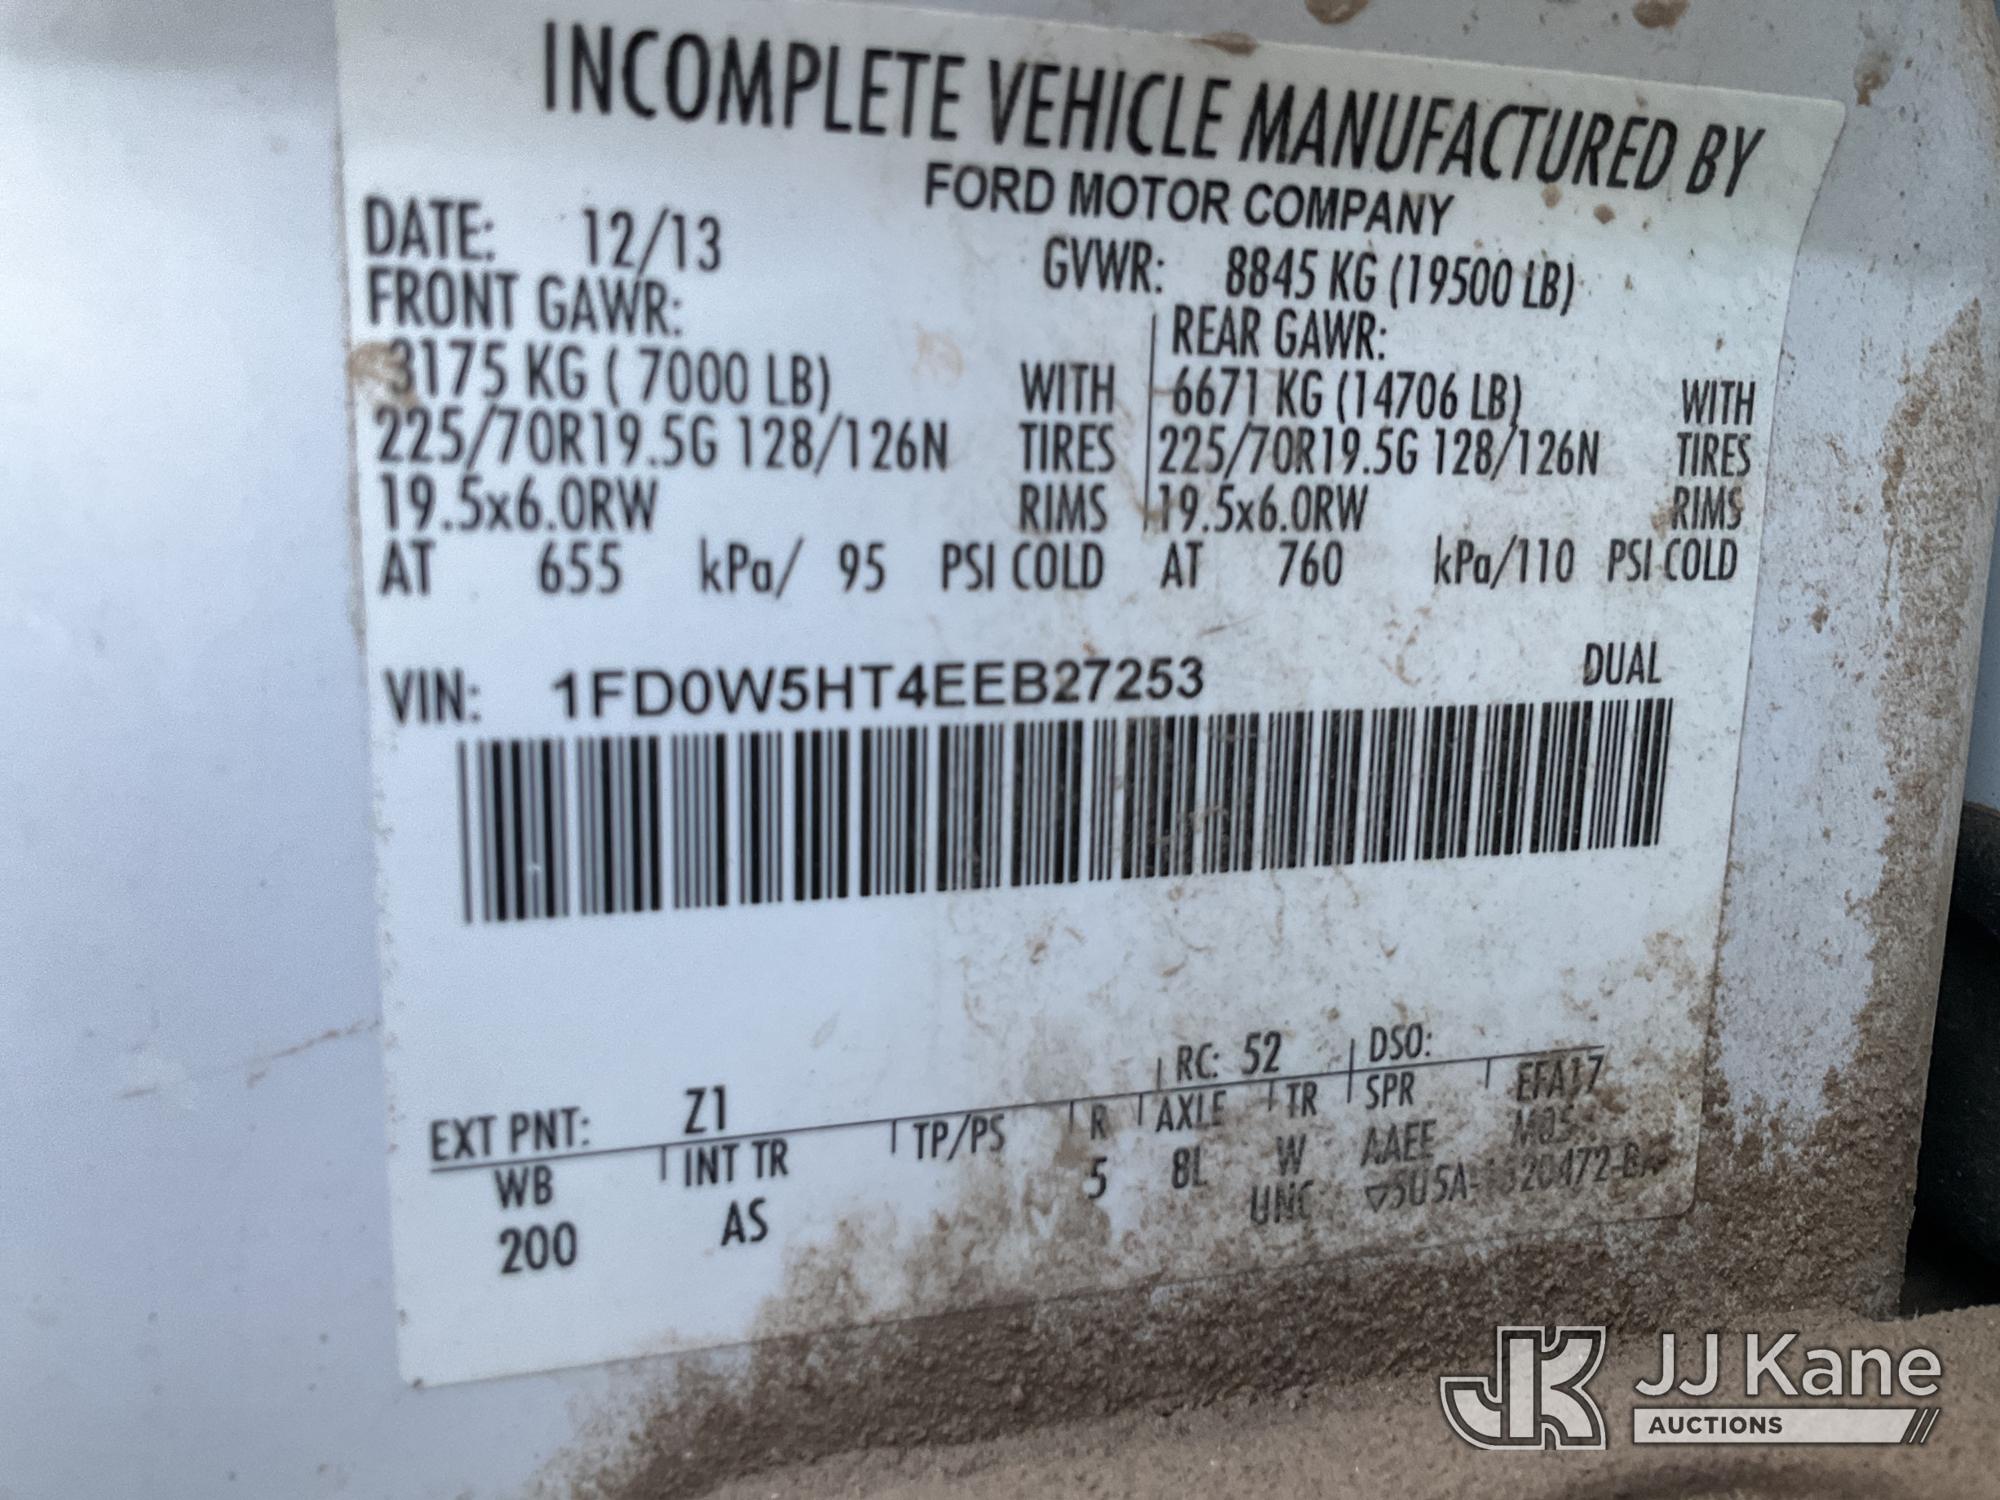 INCOMPLETE VEHICLE MANUFACTURED BY
FORD MOTOR COMPANY
DATE: 12/13 GVWR: 8845 KG (19500 LB)
FRONT GAWR: REAR GAWR:
3175 KG ( 7000 LB) WITH 6671 KG (14706 LB) WITH
225/70R19.5G 128/126N TIRES 225/70R19.5G 128/126N TIRES
19.5x6.0RW RIMS 19.5x6.0RW RIMS
AT 655 kPa/ 95 PSI COLD AT 760 kPa/110 PSI COLD
VIN: 1FD0W5HT4EEB27253 DUAL
EXT PNT: Z1 RC: 52 DSO:
WB INT TR TP/PS R AXLE TR SPR EFA17
200 AS 5 8L W AAEE
UNC
JK JJ Kane
AUCTIONS